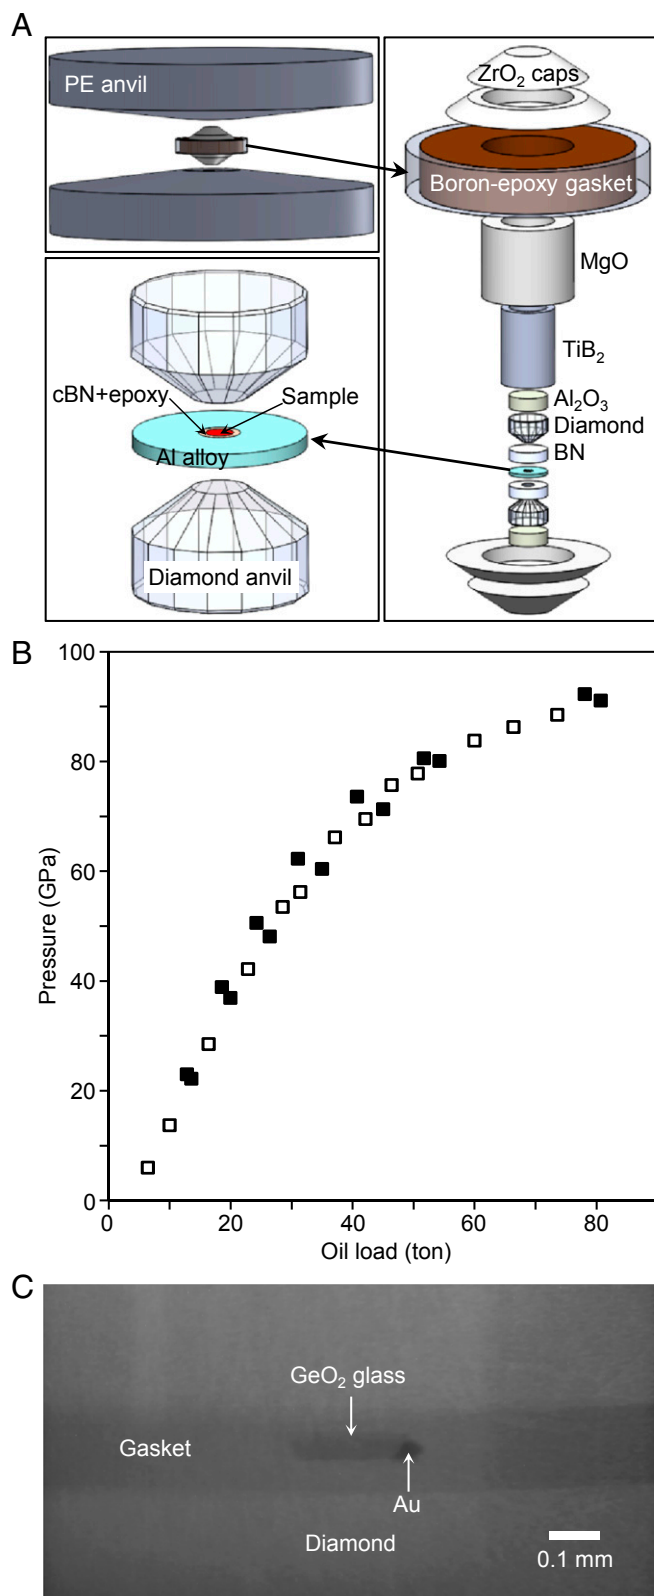 A
PE anvil
ZrO2 caps
Boron-epoxy gasket
MgO
TiB2
Al2O3
Diamond
BN
cBN+epoxy
Sample
Al alloy
Diamond anvil
B
100
80
60
40
20
0
Pressure (GPa)
0 20 40 60 80
Oil load (ton)
C
GeO2 glass
Gasket
Au
Diamond
0.1 mm